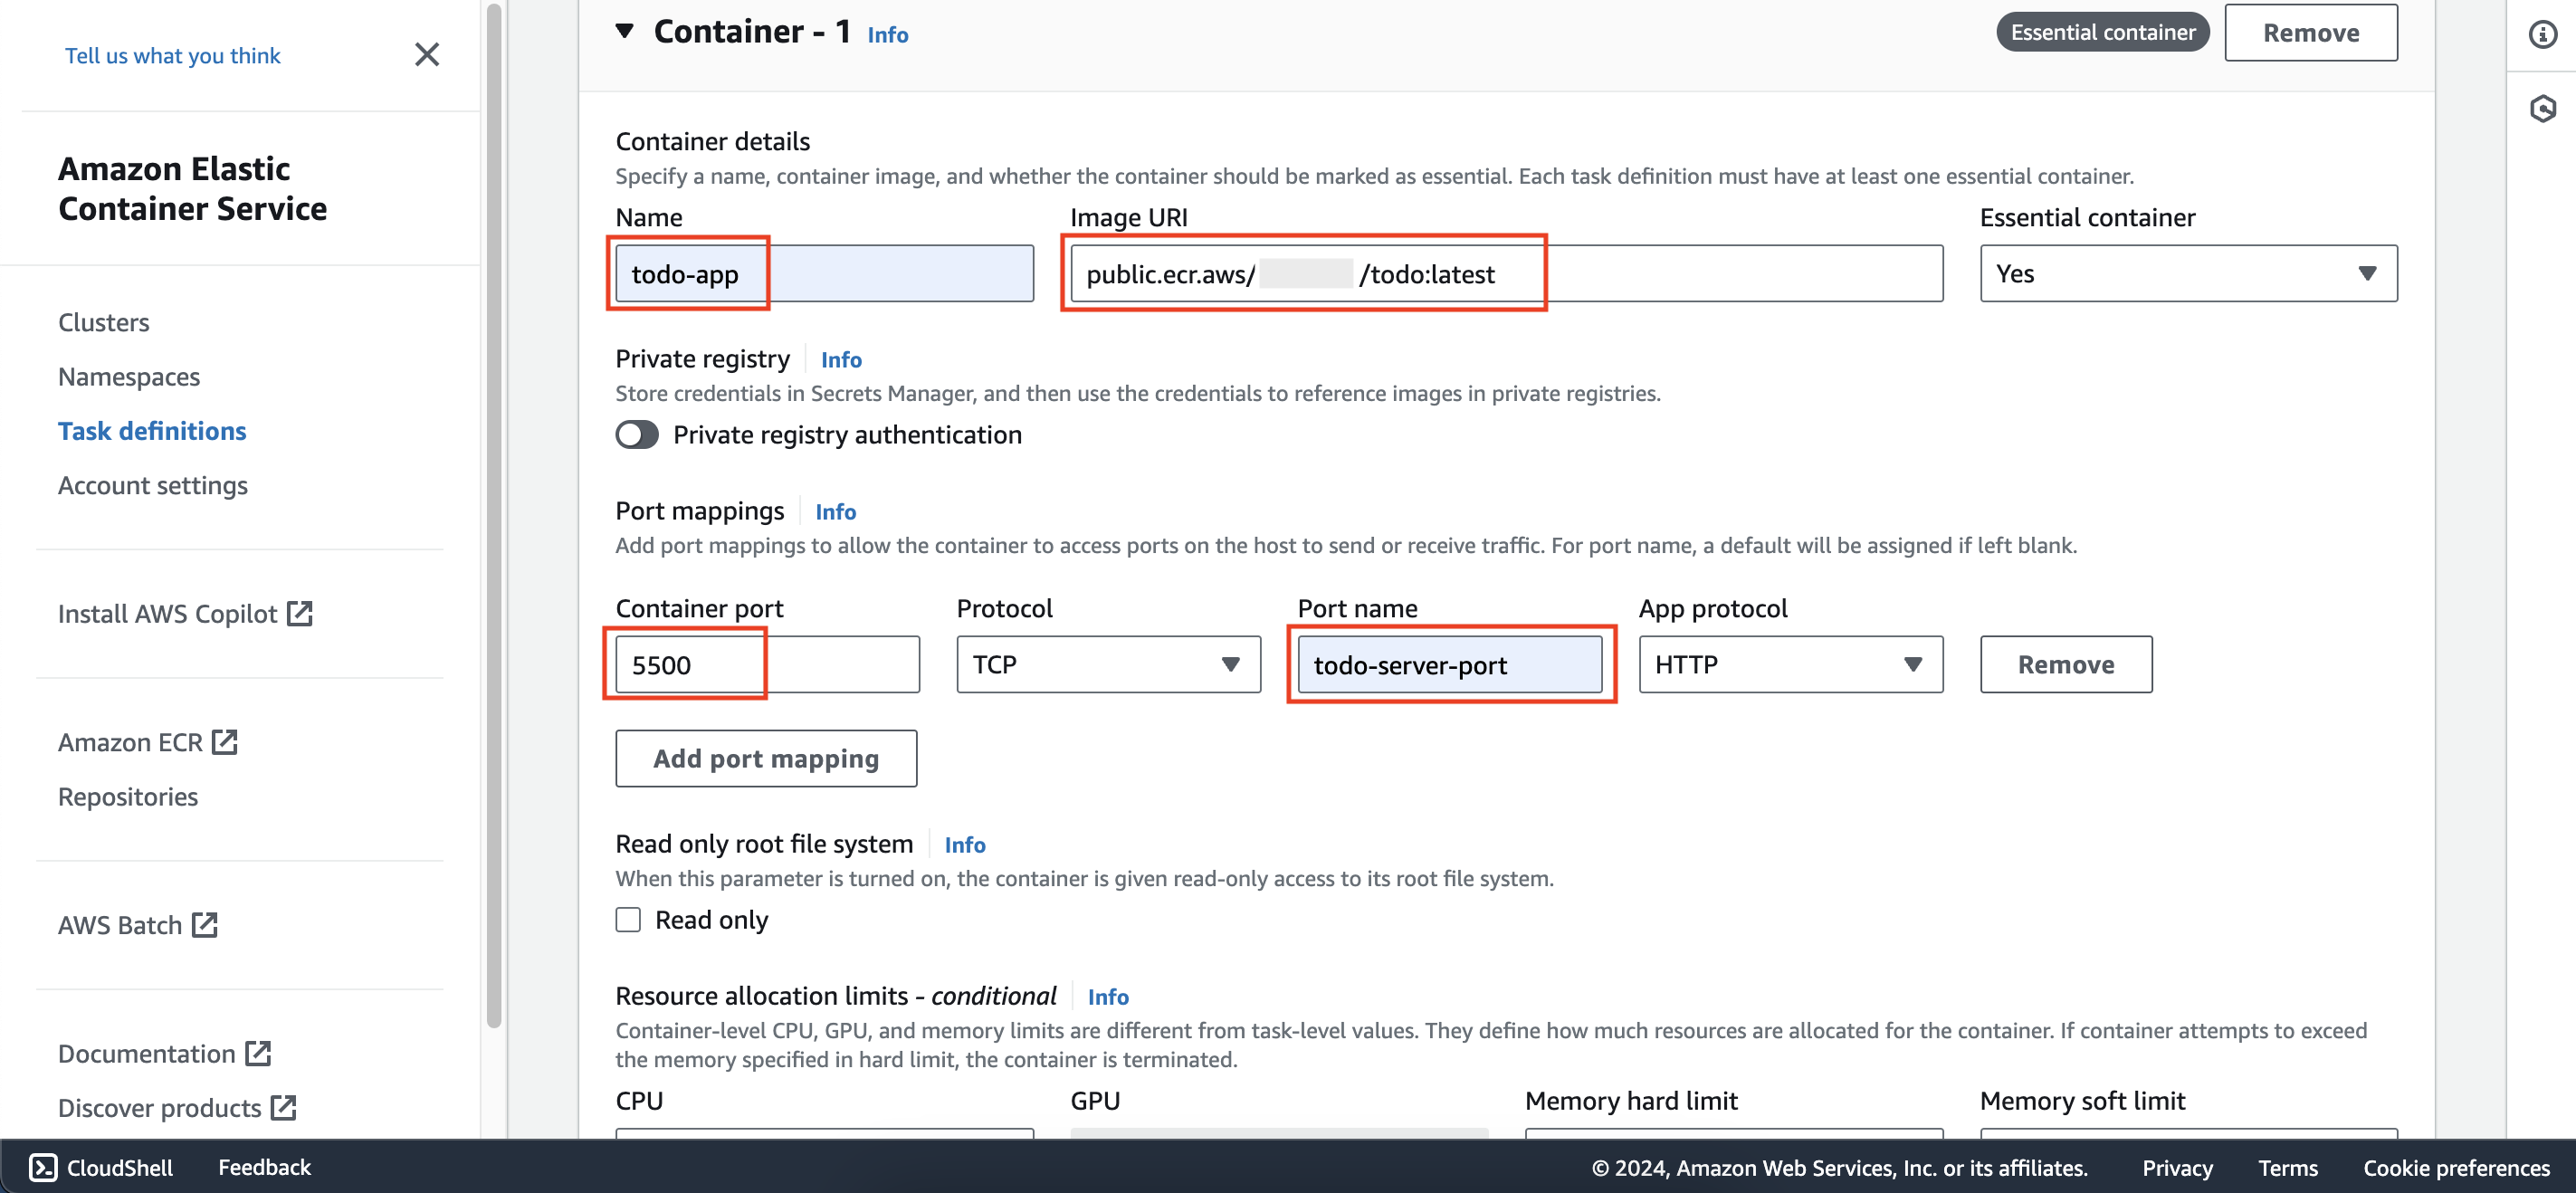 Tell us what you think
Amazon Elastic
Container Service
Clusters
Namespaces
Task definitions
Account settings
Install AWS Copilot
Amazon ECR
Repositories
AWS Batch
Documentation
Discover products
Container - 1 Info
Essential container
Remove
Container details
Specify a name, container image, and whether the container should be marked as essential. Each task definition must have at least one essential container.
Name Image URI Essential container
todo-app public.ecr.aws/ /todo:latest Yes
Private registry Info
Store credentials in Secrets Manager, and then use the credentials to reference images in private registries.
Private registry authentication
Port mappings Info
Add port mappings to allow the container to access ports on the host to send or receive traffic. For port name, a default will be assigned if left blank.
Container port Protocol Port name App protocol
5500 TCP todo-server-port HTTP Remove
Add port mapping
Read only root file system Info
When this parameter is turned on, the container is given read-only access to its root file system.
Read only
Resource allocation limits - conditional Info
Container-level CPU, GPU, and memory limits are different from task-level values. They define how much resources are allocated for the container. If container attempts to exceed
the memory specified in hard limit, the container is terminated.
CPU GPU Memory hard limit Memory soft limit
CloudShell Feedback © 2024, Amazon Web Services, Inc. or its affiliates. Privacy Terms Cookie preferences